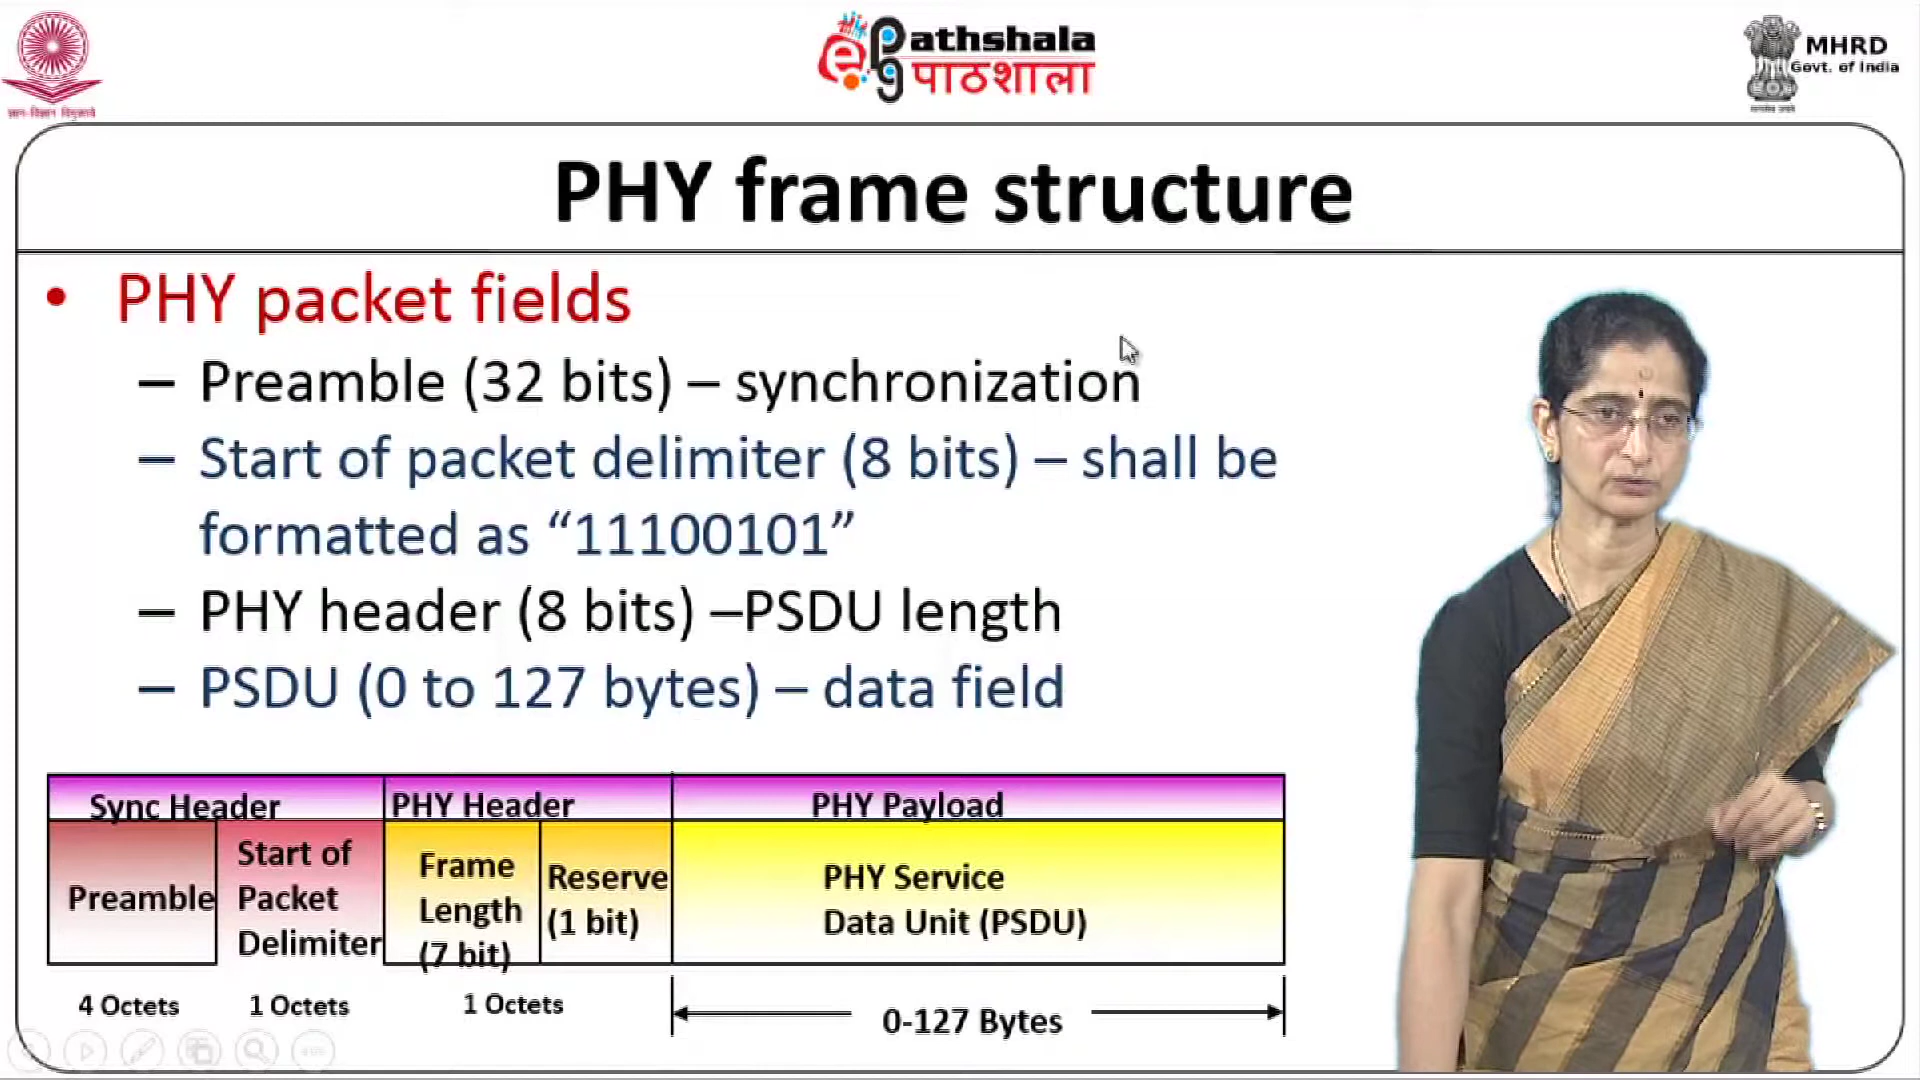 ज्ञान-विज्ञान विमुक्तये
Pathshala
पाठशाला
MHRD
Govt. of India
PHY frame structure
• PHY packet fields
– Preamble (32 bits) – synchronization
– Start of packet delimiter (8 bits) – shall be
formatted as “11100101”
– PHY header (8 bits) –PSDU length
– PSDU (0 to 127 bytes) – data field
Sync Header PHY Header PHY Payload
Preamble
Start of
Packet
Delimiter
Frame
Length
(7 bit)
Reserve
(1 bit)
PHY Service
Data Unit (PSDU)
4 Octets 1 Octets 1 Octets
0-127 Bytes